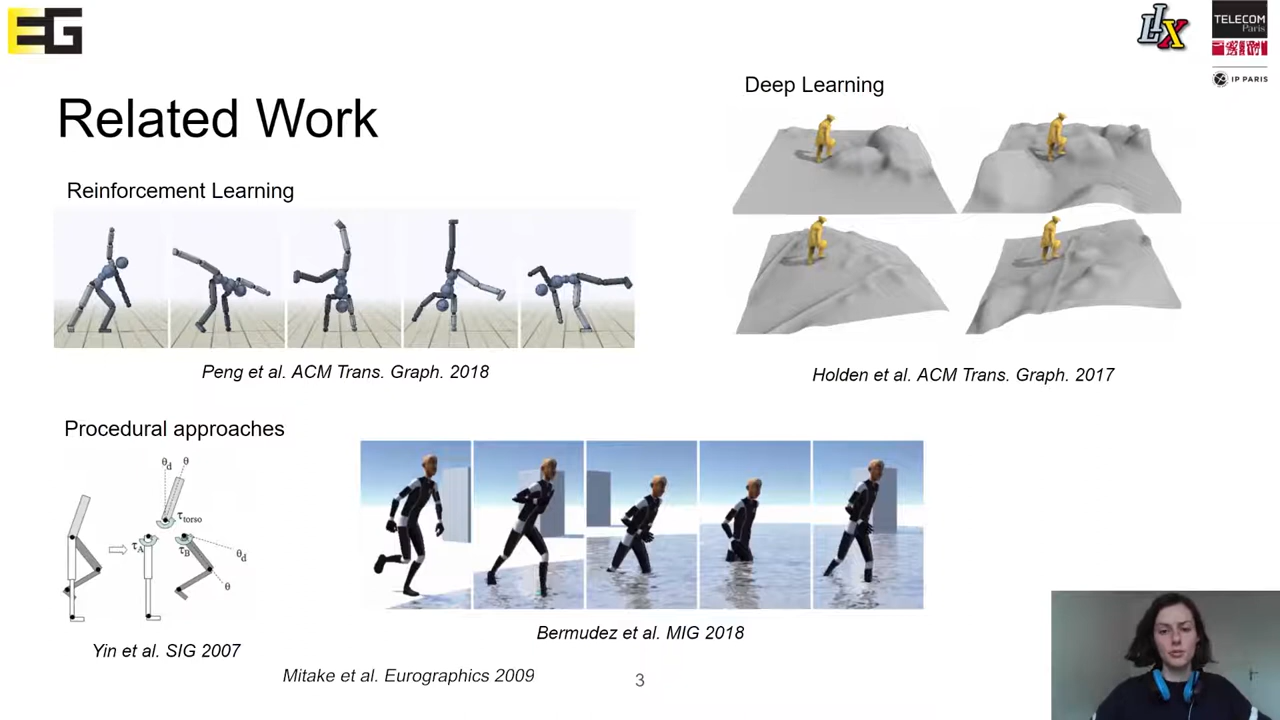 EG
LIX
TELECOM
Paris
IP PARIS
Related Work
Deep Learning
Reinforcement Learning
Peng et al. ACM Trans. Graph. 2018
Holden et al. ACM Trans. Graph. 2017
Procedural approaches
θd θ
τtorso
τA
τB
θd
θ
Bermudez et al. MIG 2018
Yin et al. SIG 2007
Mitake et al. Eurographics 2009
3